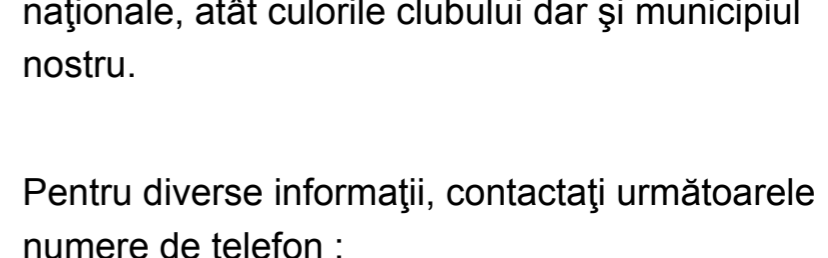 naţionale, atât culorile clubului dar şi municipiul
nostru.
Pentru diverse informaţii, contactaţi următoarele
numere de telefon :